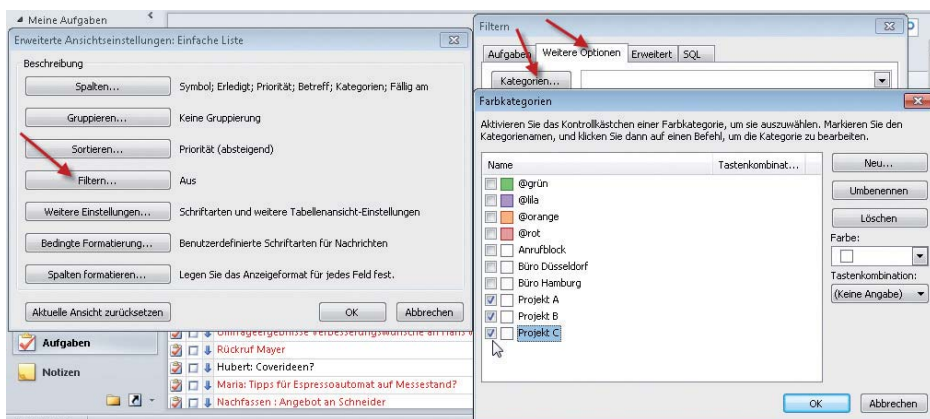 Meine Aufgaben
Erweiterte Ansichtseinstellungen: Einfache Liste
Beschreibung
Spalten...
Symbol; Erledigt; Priorität; Betreff; Kategorien; Fällig am
Gruppieren...
Keine Gruppierung
Sortieren...
Priorität (absteigend)
Filtern...
Aus
Weitere Einstellungen...
Schriftarten und weitere Tabellenansicht-Einstellungen
Bedingte Formatierung...
Benutzerdefinierte Schriftarten für Nachrichten
Spalten formatieren...
Legen Sie das Anzeigeformat für jedes Feld fest.
Aktuelle Ansicht zurücksetzen
OK
Abbrechen
Aufgaben
Notizen
Umfrageergebnisse Verbesserungswünsche an Hans
Rückruf Mayer
Hubert: Coverideen?
Maria: Tipps für Espressoautomat auf Messestand?
Nachfassen : Angebot an Schneider
Filtern
Aufgaben
Weitere Optionen
Erweitert
SQL
Kategorien...
Farbkategorien
Aktivieren Sie das Kontrollkästchen einer Farbkategorie, um sie auszuwählen. Markieren Sie den
Kategorienamen, und klicken Sie dann auf einen Befehl, um die Kategorie zu bearbeiten.
Name
Tastenkombinat...
@grün
@lila
@orange
@rot
Anrufblock
Büro Düsseldorf
Büro Hamburg
Projekt A
Projekt B
Projekt C
Neu...
Umbenennen
Löschen
Farbe:
Tastenkombination:
(Keine Angabe)
OK
Abbrechen